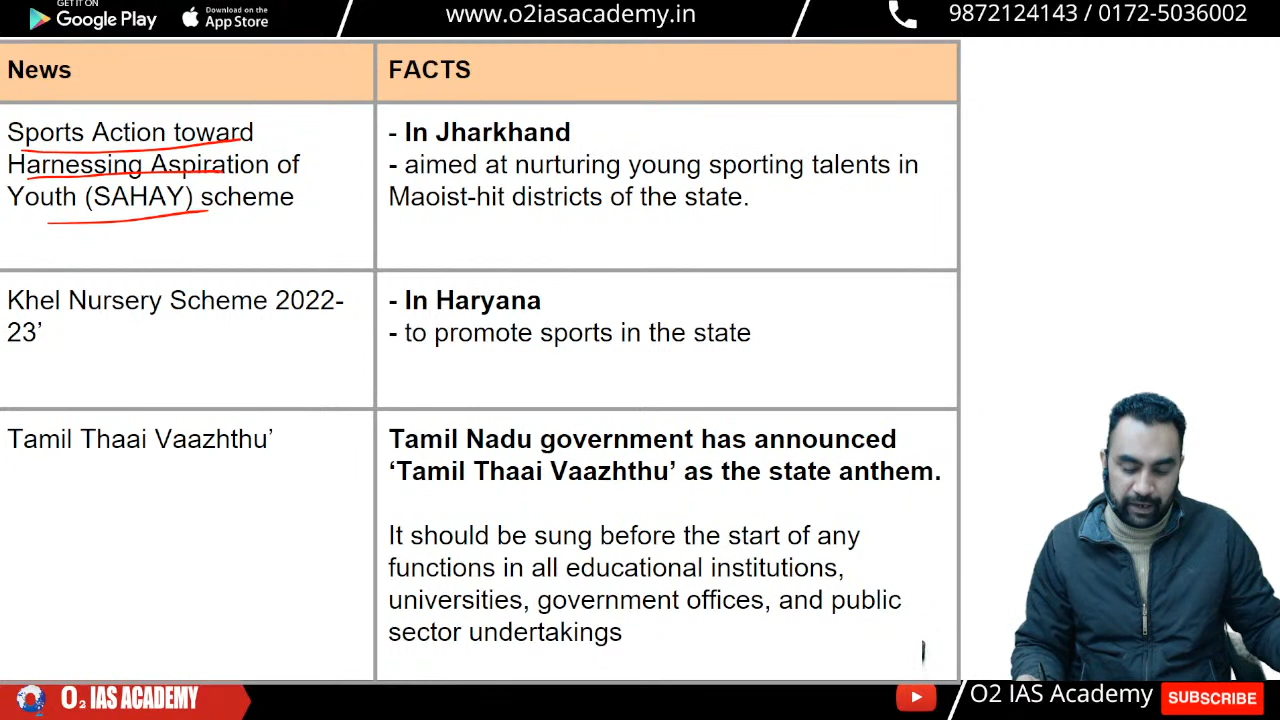 GET IT ON
Google Play
Download on the
App Store
www.o2iasacademy.in
9872124143 / 0172-5036002
News
FACTS
Sports Action toward
Harnessing Aspiration of
Youth (SAHAY) scheme
- In Jharkhand
- aimed at nurturing young sporting talents in
Maoist-hit districts of the state.
Khel Nursery Scheme 2022-
23’
- In Haryana
- to promote sports in the state
Tamil Thaai Vaazhthu’
Tamil Nadu government has announced
‘Tamil Thaai Vaazhthu’ as the state anthem.
It should be sung before the start of any
functions in all educational institutions,
universities, government offices, and public
sector undertakings
O2 IAS ACADEMY
O2 IAS Academy
SUBSCRIBE